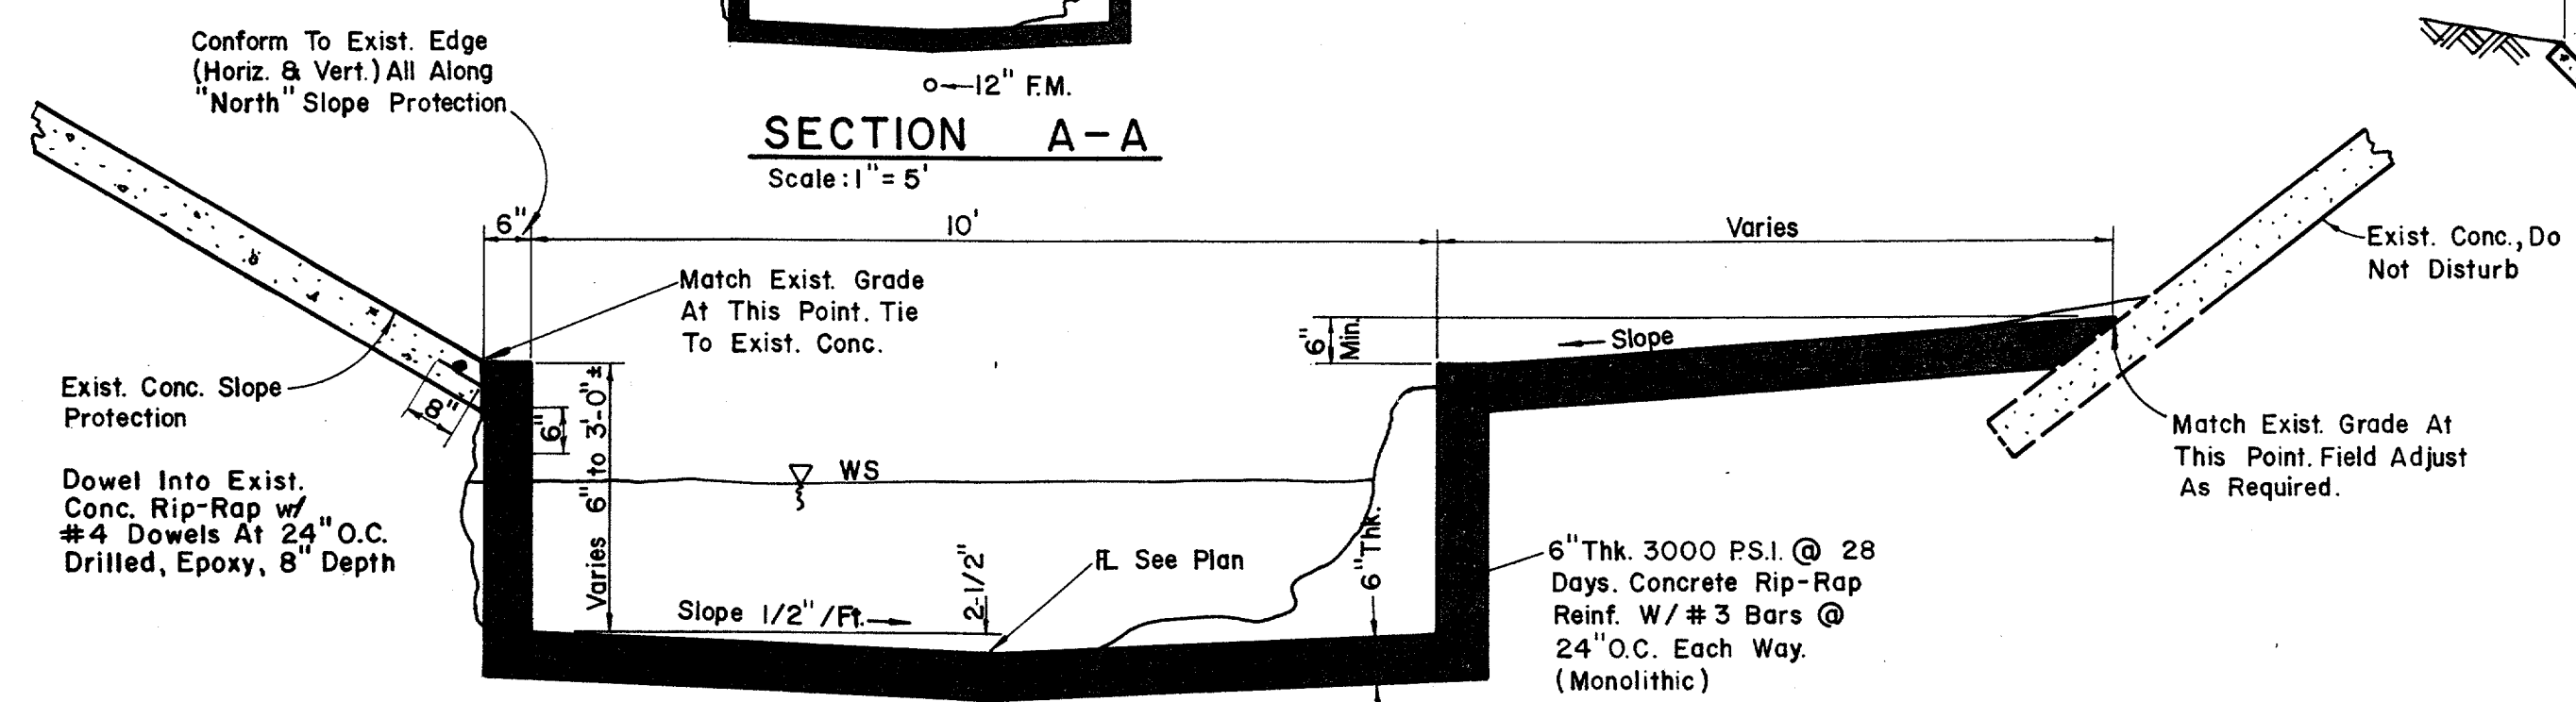 Conform To Exist. Edge
(Horiz. & Vert.) All Along
"North" Slope Protection
12" F.M.
SECTION A-A
Scale: 1" = 5'
6"
10'
Varies
Exist. Conc., Do
Not Disturb
Match Exist. Grade
At This Point. Tie
To Exist. Conc.
6"
Min.
Slope
Exist. Conc. Slope
Protection
8"
6"
Varies 6" to 3'-0" ±
Match Exist. Grade At
This Point. Field Adjust
As Required.
WS
Dowel Into Exist.
Conc. Rip-Rap w/
#4 Dowels At 24" O.C.
Drilled, Epoxy, 8" Depth
Slope 1/2"/Ft.
2-1/2"
FL See Plan
6" Thk.
6" Thk. 3000 P.S.I. @ 28
Days. Concrete Rip-Rap
Reinf. W/ #3 Bars @
24" O.C. Each Way.
(Monolithic)